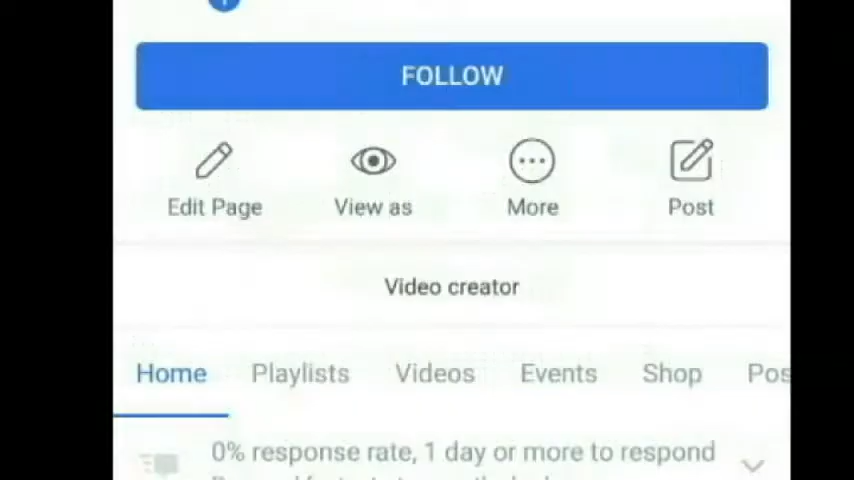 FOLLOW
Edit Page
View as
More
Post
Video creator
Home
Playlists
Videos
Events
Shop
Pos
0% response rate, 1 day or more to respond